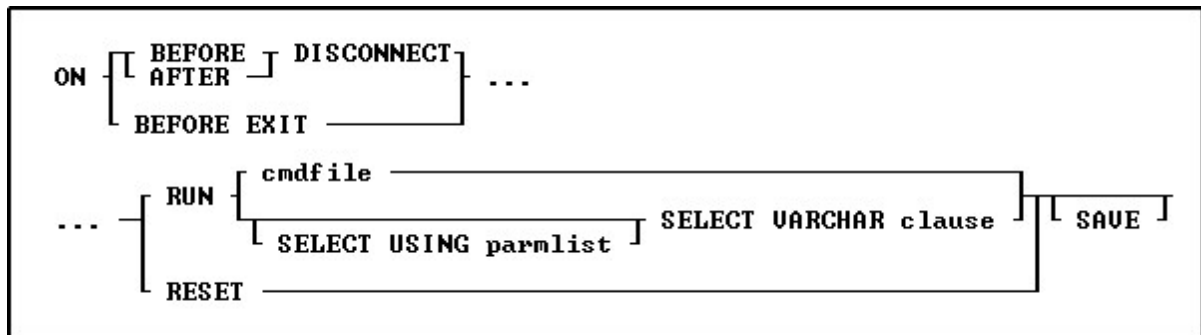 BEFORE DISCONNECT
ON AFTER ...
BEFORE EXIT
cmdfile
RUN
... SELECT VARCHAR clause SAVE
SELECT USING parmlist
RESET